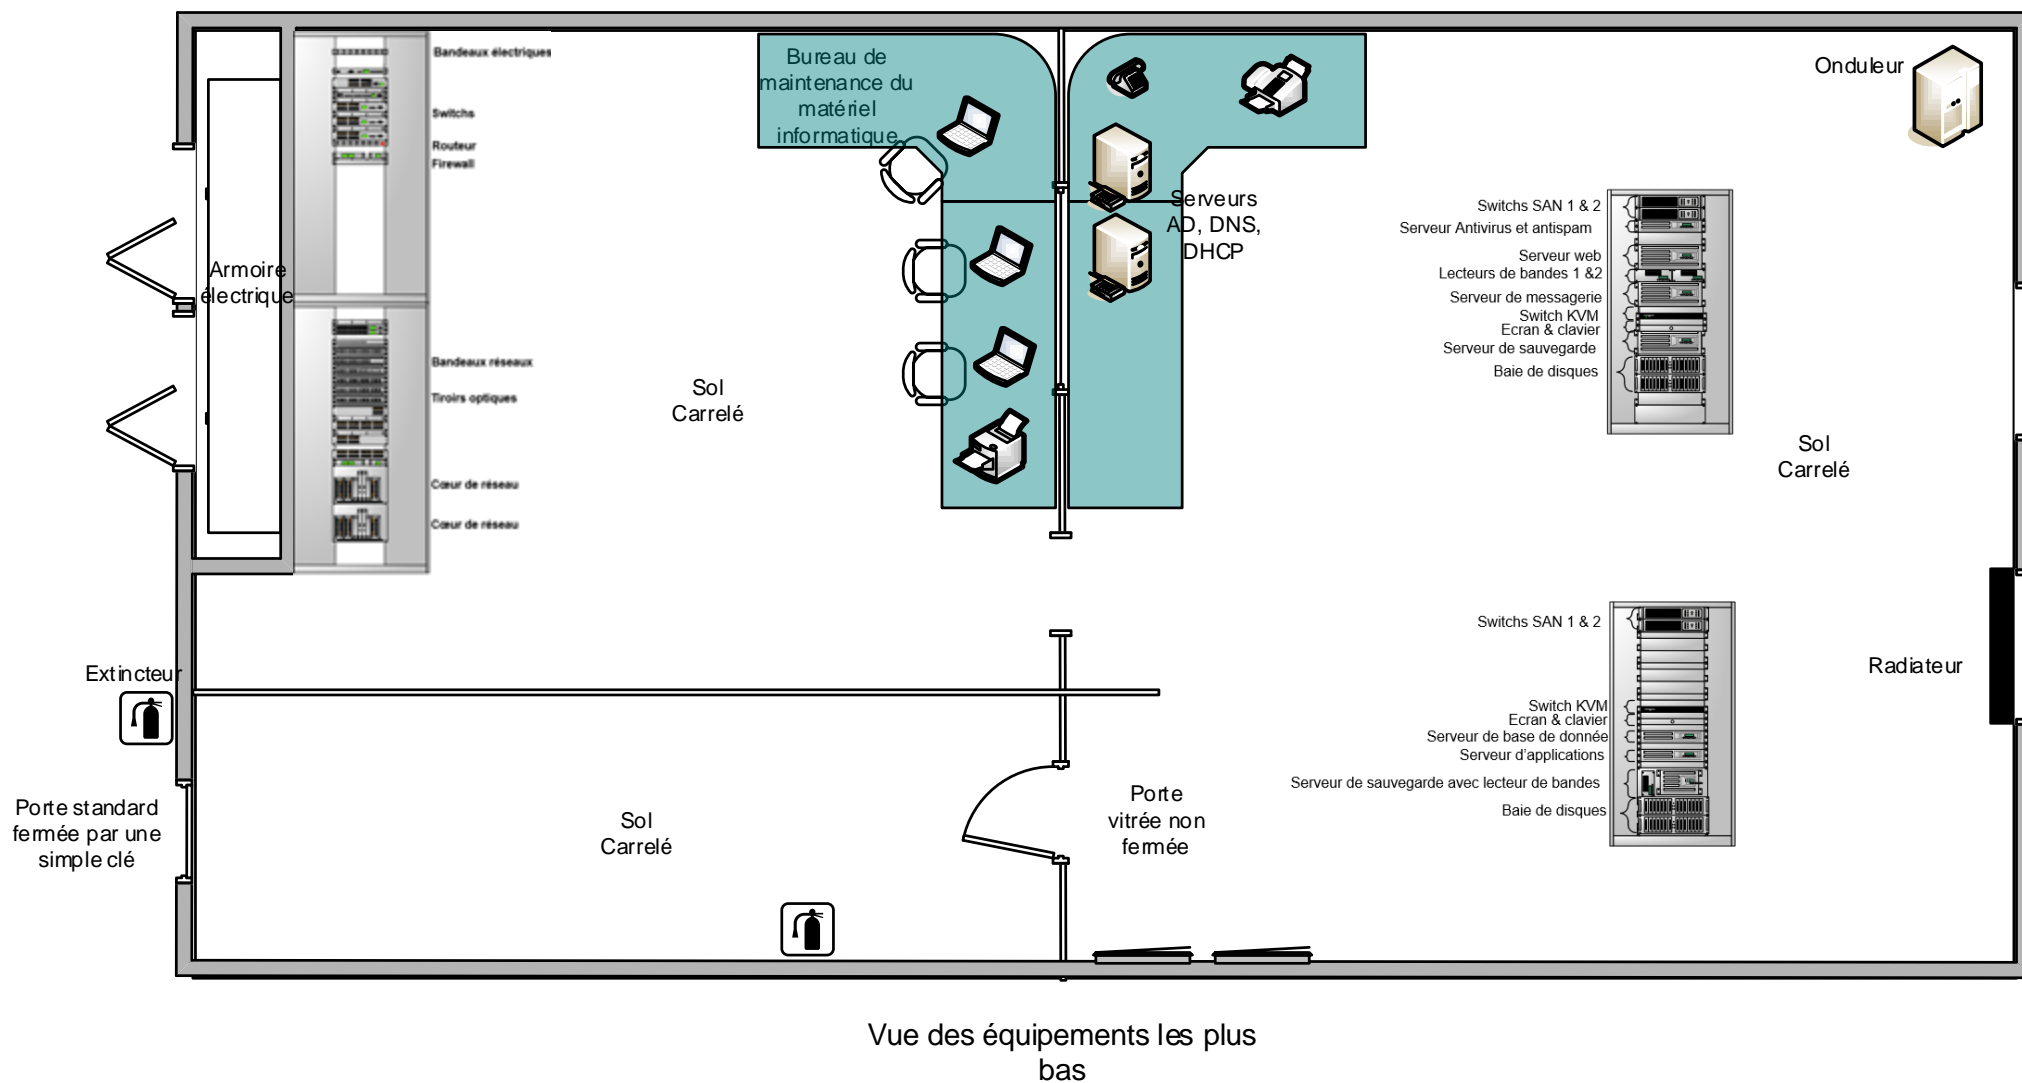 Bandeaux électriques
Switchs
Routeur
Firewall
Armoire
électrique
Bandeaux réseaux
Tiroirs optiques
Cœur de réseau
Cœur de réseau
Bureau de
maintenance du
matériel
informatique
Sol
Carrelé
Serveurs
AD, DNS,
DHCP
Onduleur
Switchs SAN 1 & 2
Serveur Antivirus et antispam
Serveur web
Lecteurs de bandes 1 &2
Serveur de messagerie
Switch KVM
Ecran & clavier
Serveur de sauvegarde
Baie de disques
Sol
Carrelé
Switchs SAN 1 & 2
Switch KVM
Ecran & clavier
Serveur de base de donnée
Serveur d'applications
Serveur de sauvegarde avec lecteur de bandes
Baie de disques
Radiateur
Extincteur
Porte standard
fermée par une
simple clé
Sol
Carrelé
Porte
vitrée non
fermée
Vue des équipements les plus
bas